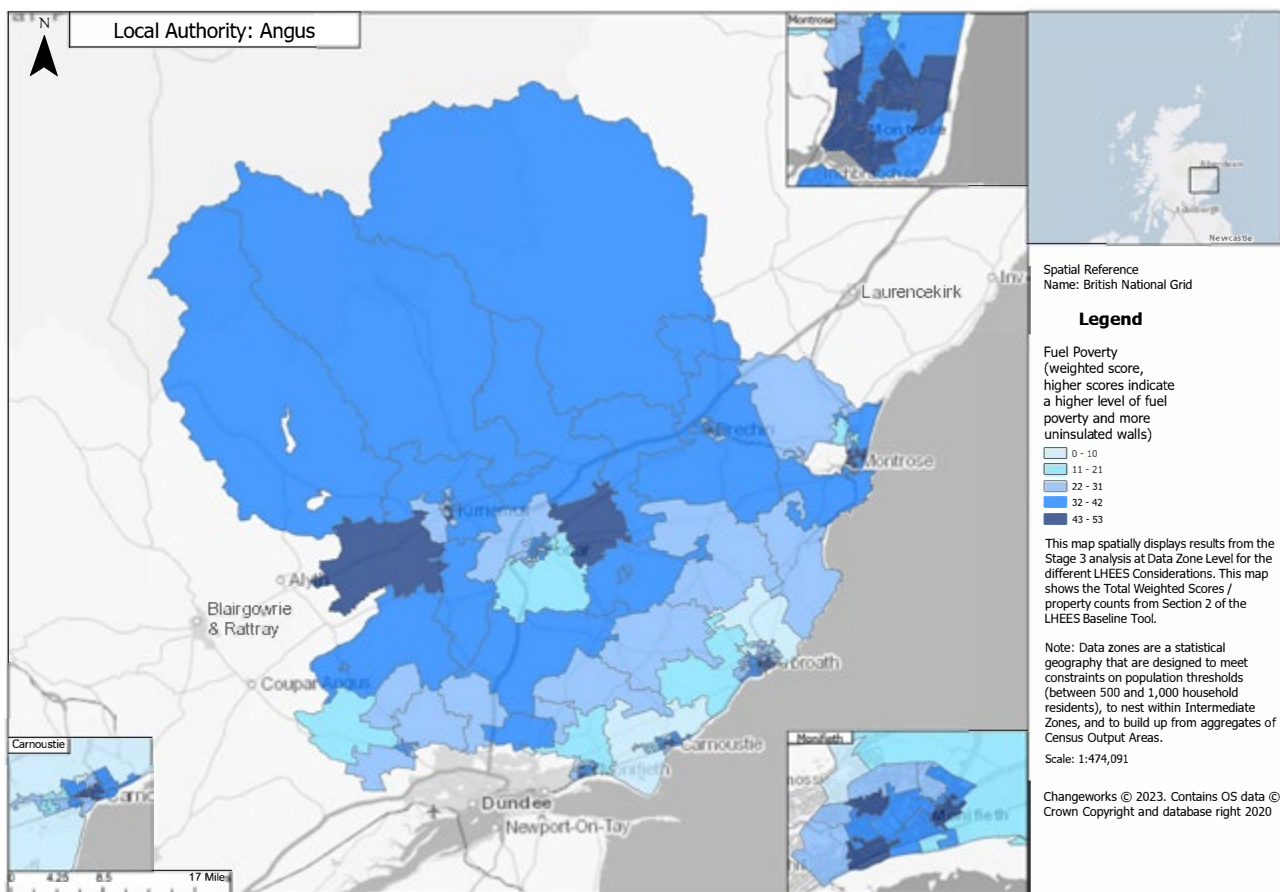 N
Local Authority: Angus
Montrose
Montrose
Aberdeen
Edinburgh
Newcastle
Laurencekirk
Brechin
Montrose
Kirriemuir
Alyth
Blairgowrie
& Rattray
Coupar Angus
Carnoustie
Monifieth
Dundee
Newport-On-Tay
Carnoustie
Monifieth
Monifieth
0 4.25 8.5 17 Miles
Spatial Reference
Name: British National Grid
Legend
Fuel Poverty
(weighted score,
higher scores indicate
a higher level of fuel
poverty and more
uninsulated walls)
0 - 10
11 - 21
22 - 31
32 - 42
43 - 53
This map spatially displays results from the
Stage 3 analysis at Data Zone Level for the
different LHEES Considerations. This map
shows the Total Weighted Scores /
property counts from Section 2 of the
LHEES Baseline Tool.
Note: Data zones are a statistical
geography that are designed to meet
constraints on population thresholds
(between 500 and 1,000 household
residents), to nest within Intermediate
Zones, and to build up from aggregates of
Census Output Areas.
Scale: 1:474,091
Changeworks © 2023. Contains OS data ©
Crown Copyright and database right 2020